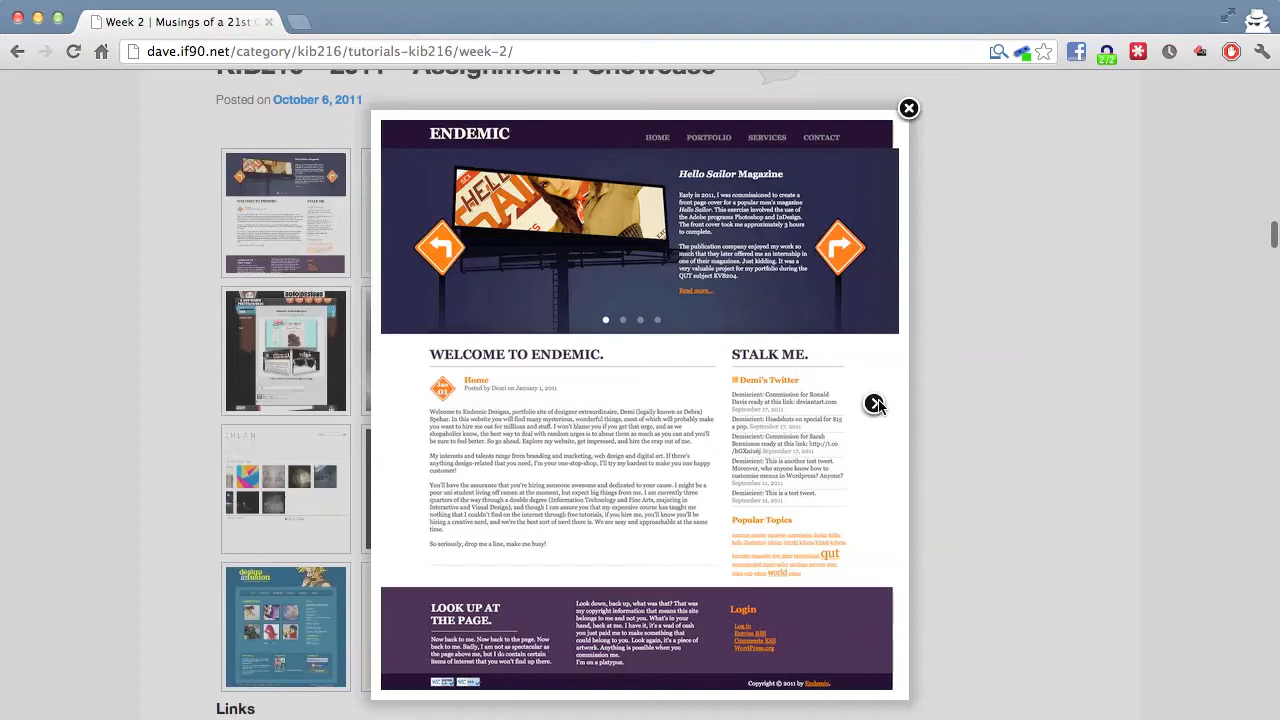 Week 2 «
dave.if90.net/category/kib216/tutorials-kib216/week-2/
2/2
Posted on October 6, 2011
ENDEMIC
HOME PORTFOLIO SERVICES CONTACT
HELLO
SAIL
Hello Sailor Magazine
Early in 2011, I was commissioned to create a
front page cover for a popular men's magazine
Hello Sailor. This exercise involved the use of
the Adobe programs Photoshop and InDesign.
The front cover took me approximately 3 hours
to complete.
The publication company enjoyed my work so
much that they later offered me an internship in
one of their magazines. Just kidding. It was a
very valuable project for my portfolio during the
QUT subject KVB204.
Read more...
WELCOME TO ENDEMIC.
Jan
01
Home
Posted by Demi on January 1, 2011
Welcome to Endemic Designs, portfolio site of designer extraordinaire, Demi (legally known as Debra)
Spehar. In this website you will find many mysterious, wonderful things, most of which will probably make
you want to hire me out for millions and stuff. I won't blame you if you get that urge, and as we
shopaholics know, the best way to deal with random urges is to abuse them as much as you can and you'll
be sure to feel better. So go ahead. Explore my website, get impressed, and hire the crap out of me.
My interests and talents range from branding and marketing, web design and digital art. If there's
anything design-related that you need, I'm your one-stop-shop, I'll try my hardest to make you one happy
customer!
You'll have the assurance that you're hiring someone awesome and dedicated to your cause. I might be a
poor uni student living off ramen at the moment, but expect big things from me. I am currently three
quarters of the way through a double degree (Information Technology and Fine Arts, majoring in
Interactive and Visual Design), and though I can assure you that my expensive course has taught me
nothing that I couldn't find on the internet through free tutorials, if you hire me, you'll know you'll be
hiring a creative nerd, and we're the best sort of nerd there is. We are sexy and approachable at the same
time.
So seriously, drop me a line, make me busy!
STALK ME.
Demi's Twitter
Demiscient: Commission for Ronald
Davis ready at this link: deviantart.com
September 17, 2011
Demiscient: Headshots on special for $15
a pop. September 17, 2011
Demiscient: Commission for Sarah
Bennison ready at this link: http://t.co
September 17, 2011
Demiscient: This is another test tweet.
Moreover, who anyone know how to
customise menus in Wordpress? Anyone?
September 11, 2011
Demiscient: This is a test tweet.
September 11, 2011
Popular Topics
qut
world
LOOK UP AT
THE PAGE.
Now back to me. Now back to the page. Now
back to me. Sadly, I am not as spectacular as
the page above me, but I do contain certain
items of interest that you won't find up there.
Look down, back up, what was that? That was
my copyright information that means this site
belongs to me and not you. What's in your
hand, back at me. I have it, it's a wad of cash
you just paid me to make something that
could belong to you. Look again, it's a piece of
artwork. Anything is possible when you
commission me.
I'm on a platypus.
Login
Log in
Entries RSS
Comments RSS
WordPress.org
Copyright © 2011 by Endemic.
SOLO DESIGNS
design
infusion
Links